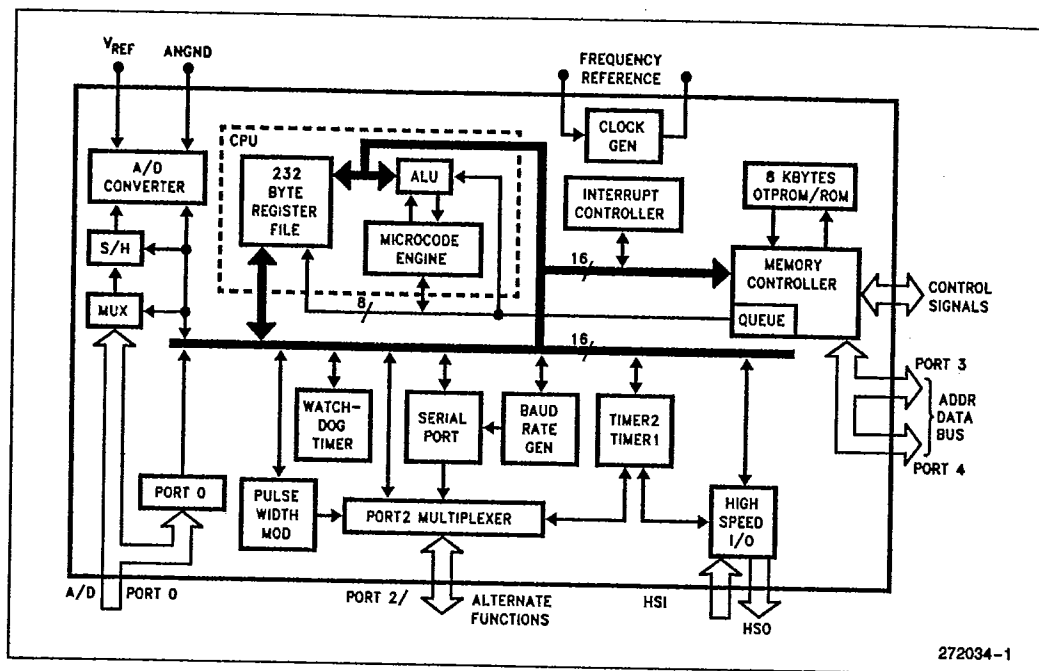 VREF
ANGND
FREQUENCY
REFERENCE
CLOCK
GEN
CPU
A/D
CONVERTER
232
BYTE
REGISTER
FILE
ALU
INTERRUPT
CONTROLLER
8 KBYTES
OTPROM/ROM
S/H
MICROCODE
ENGINE
MEMORY
CONTROLLER
16/
CONTROL
SIGNALS
MUX
8/
QUEUE
16/
PORT 3
ADDR
DATA
BUS
PORT 4
WATCH-
DOG
TIMER
SERIAL
PORT
BAUD
RATE
GEN
TIMER2
TIMER1
PORT 0
PULSE
WIDTH
MOD
PORT2 MULTIPLEXER
HIGH
SPEED
I/O
A/D
PORT 0
PORT 2/
ALTERNATE
FUNCTIONS
HSI
HSO
272034-1